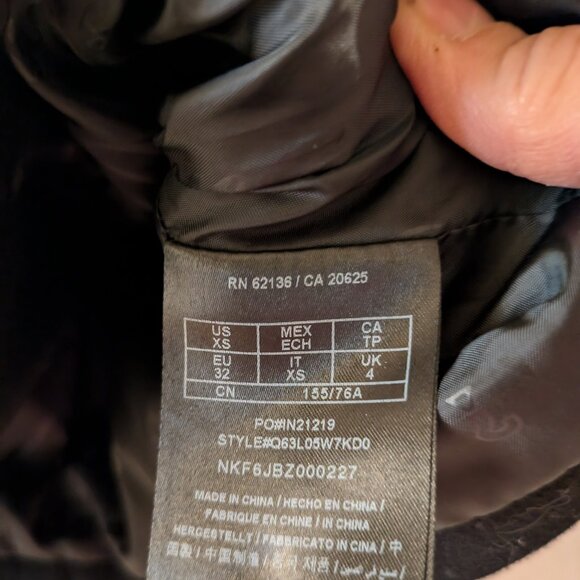 RN 62136 / CA 20625
US MEX CA
XS ECH TP
EU IT UK
32 XS 4
CN 155/76A
PO#IN21219
STYLE#Q63L05W7KD0
NKF6JBZ000227
MADE IN CHINA / HECHO EN CHINA /
FABRIQUE EN CHINE / IN CHINA
HERGESTELLT / FABBRICATO IN CINA / 中
国制造 /